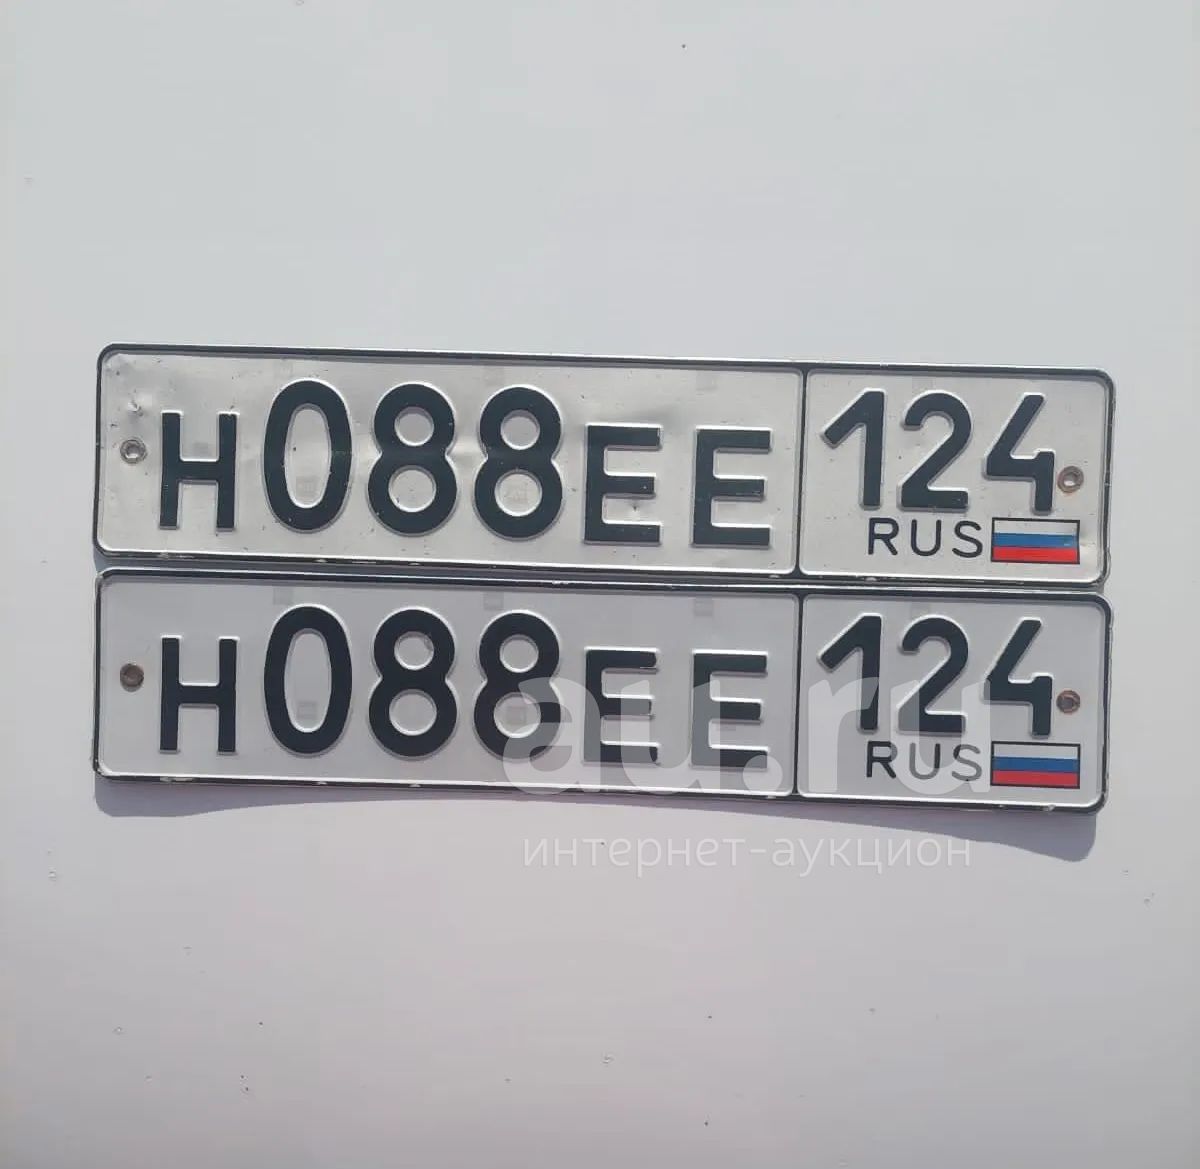 Н088ЕЕ 124
RUS
Н088ЕЕ 124
RUS
au.ru
интернет-аукцион